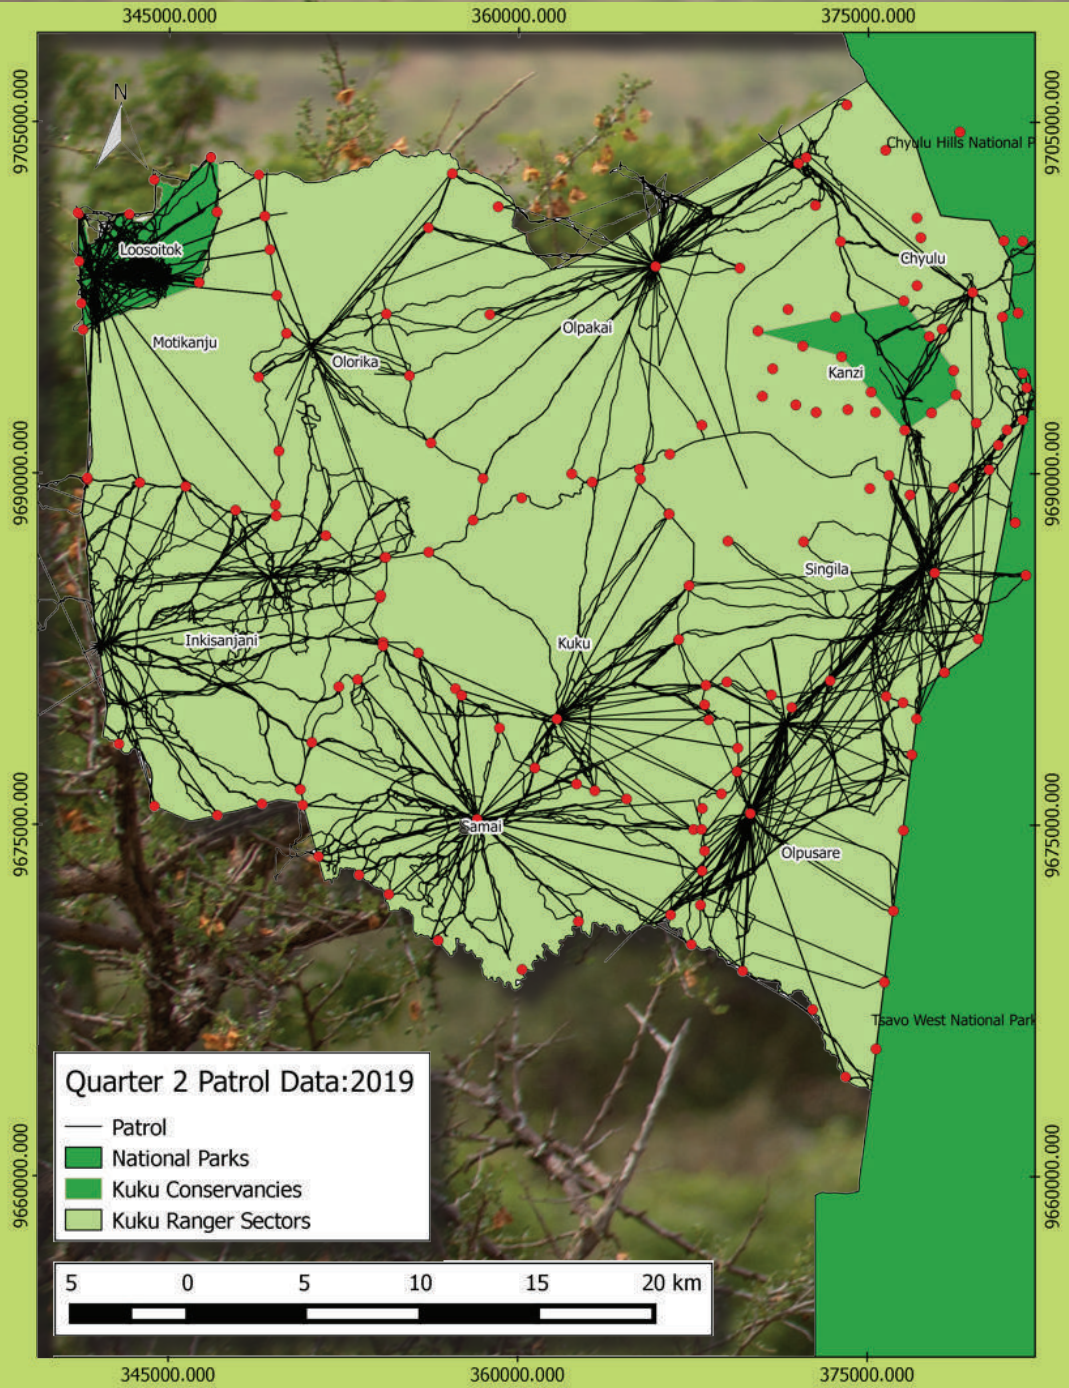 345000.000
360000.000
375000.000
9705000.000
9705000.000
N
Chyulu Hills National P
Loosoitok
Chyulu
Olpakai
Motikanju
Olorika
Kanzi
9690000.000
9690000.000
Singila
Inkisanjani
Kuku
9675000.000
9675000.000
Samai
Olpusare
Tsavo West National Park
Quarter 2 Patrol Data:2019
Patrol
National Parks
Kuku Conservancies
Kuku Ranger Sectors
9660000.000
9660000.000
5 0 5 10 15 20 km
345000.000
360000.000
375000.000